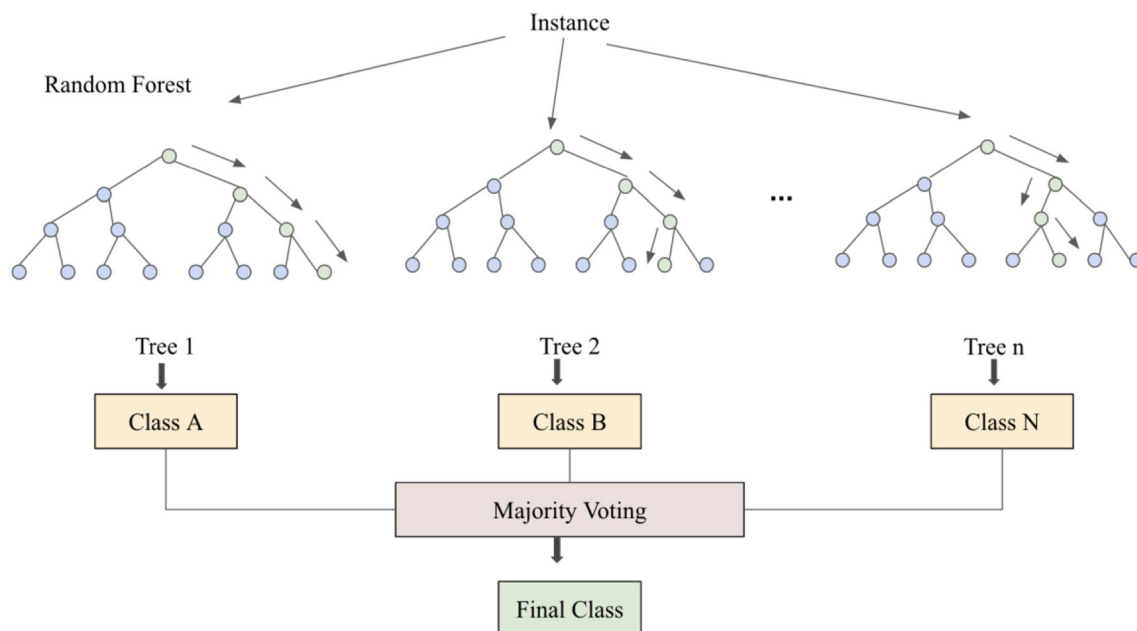 Instance
Random Forest
...
Tree 1
Tree 2
Tree n
Class A
Class B
Class N
Majority Voting
Final Class